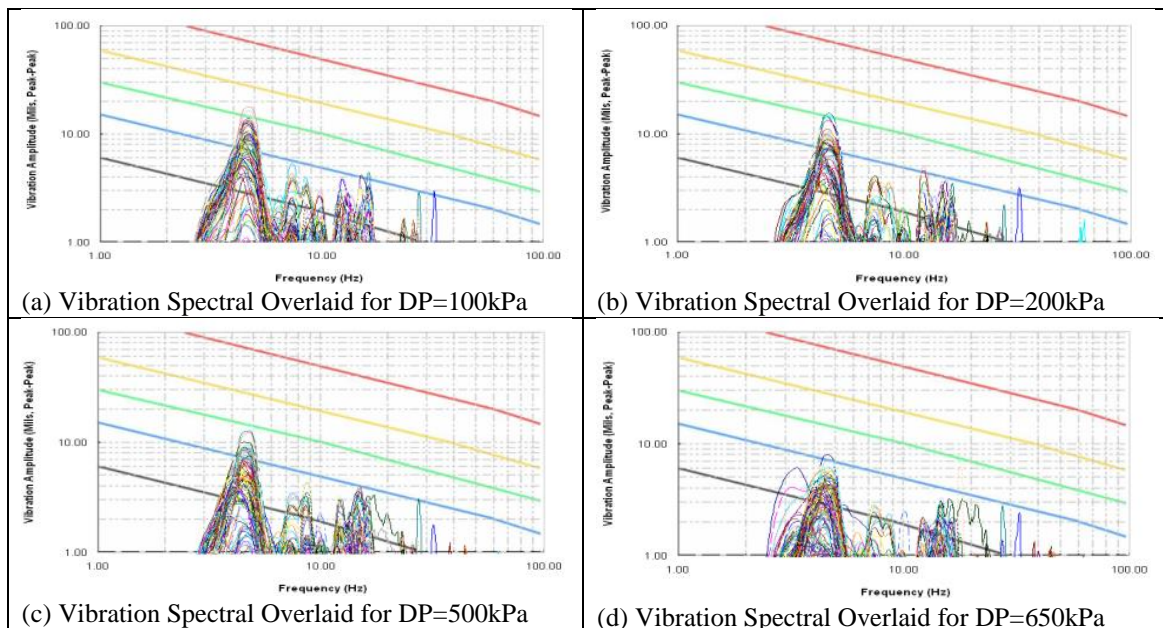 100.00
10.00
1.00
1.00
10.00
100.00
Vibration Amplitude (Mils, Peak-Peak)
Frequency (Hz)
(a) Vibration Spectral Overlaid for DP=100kPa
100.00
10.00
1.00
1.00
10.00
100.00
Vibration Amplitude (Mils, Peak-Peak)
Frequency (Hz)
(b) Vibration Spectral Overlaid for DP=200kPa
100.00
10.00
1.00
1.00
10.00
100.00
Vibration Amplitude (Mils, Peak-Peak)
Frequency (Hz)
(c) Vibration Spectral Overlaid for DP=500kPa
100.00
10.00
1.00
1.00
10.00
100.00
Vibration Amplitude (Mils, Peak-Peak)
Frequency (Hz)
(d) Vibration Spectral Overlaid for DP=650kPa